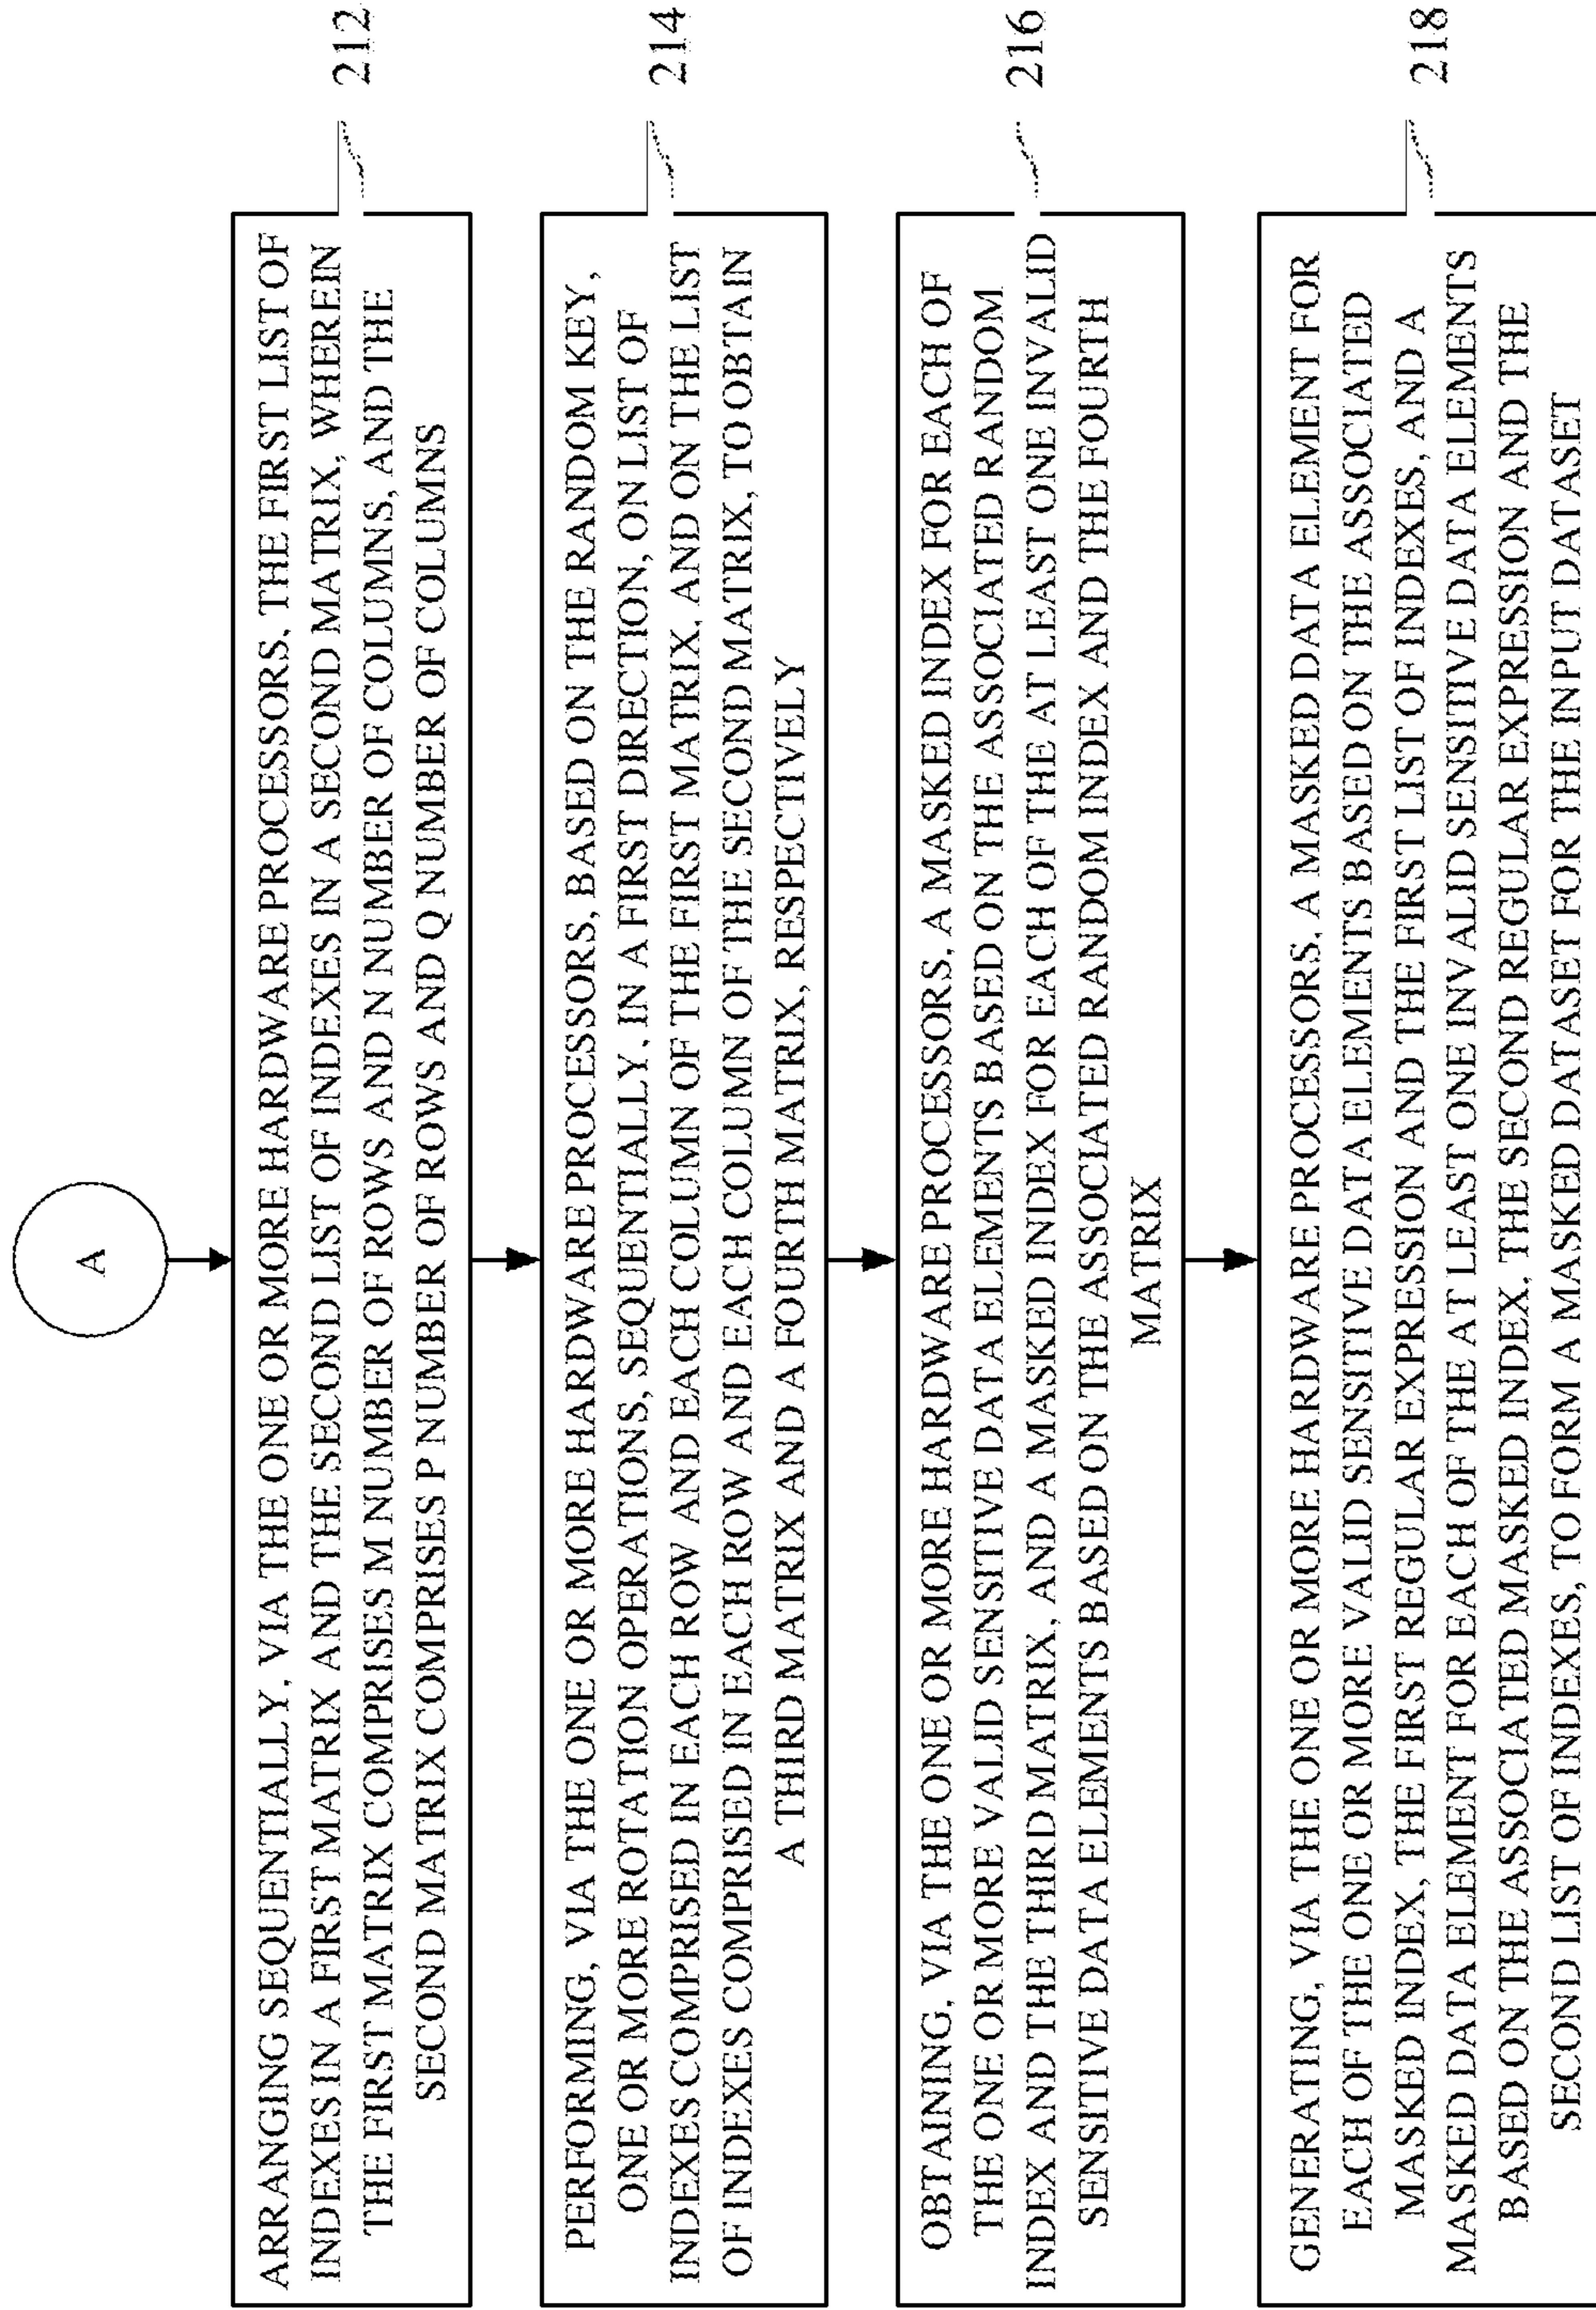 A
ARRANGING SEQUENTIALLY, VIA THE ONE OR MORE HARDWARE PROCESSORS, THE FIRST LIST OF
INDEXES IN A FIRST MATRIX AND THE SECOND LIST OF INDEXES IN A SECOND MATRIX, WHEREIN
THE FIRST MATRIX COMPRISES M NUMBER OF ROWS AND N NUMBER OF COLUMNS, AND THE
SECOND MATRIX COMPRISES P NUMBER OF ROWS AND Q NUMBER OF COLUMNS
212
PERFORMING, VIA THE ONE OR MORE HARDWARE PROCESSORS, BASED ON THE RANDOM KEY,
ONE OR MORE ROTATION OPERATIONS, SEQUENTIALLY, IN A FIRST DIRECTION, ON LIST OF
INDEXES COMPRISED IN EACH ROW AND EACH COLUMN OF THE FIRST MATRIX, AND ON THE LIST
OF INDEXES COMPRISED IN EACH ROW AND EACH COLUMN OF THE SECOND MATRIX, TO OBTAIN
A THIRD MATRIX AND A FOURTH MATRIX, RESPECTIVELY
214
OBTAINING, VIA THE ONE OR MORE HARDWARE PROCESSORS, A MASKED INDEX FOR EACH OF
THE ONE OR MORE VALID SENSITIVE DATA ELEMENTS BASED ON THE ASSOCIATED RANDOM
INDEX AND THE THIRD MATRIX, AND A MASKED INDEX FOR EACH OF THE AT LEAST ONE INVALID
SENSITIVE DATA ELEMENTS BASED ON THE ASSOCIATED RANDOM INDEX AND THE FOURTH
MATRIX
216
GENERATING, VIA THE ONE OR MORE HARDWARE PROCESSORS, A MASKED DATA ELEMENT FOR
EACH OF THE ONE OR MORE VALID SENSITIVE DATA ELEMENTS BASED ON THE ASSOCIATED
MASKED INDEX, THE FIRST REGULAR EXPRESSION AND THE FIRST LIST OF INDEXES, AND A
MASKED DATA ELEMENT FOR EACH OF THE AT LEAST ONE INVALID SENSITIVE DATA ELEMENTS
BASED ON THE ASSOCIATED MASKED INDEX, THE SECOND REGULAR EXPRESSION AND THE
SECOND LIST OF INDEXES, TO FORM A MASKED DATASET FOR THE INPUT DATASET
218